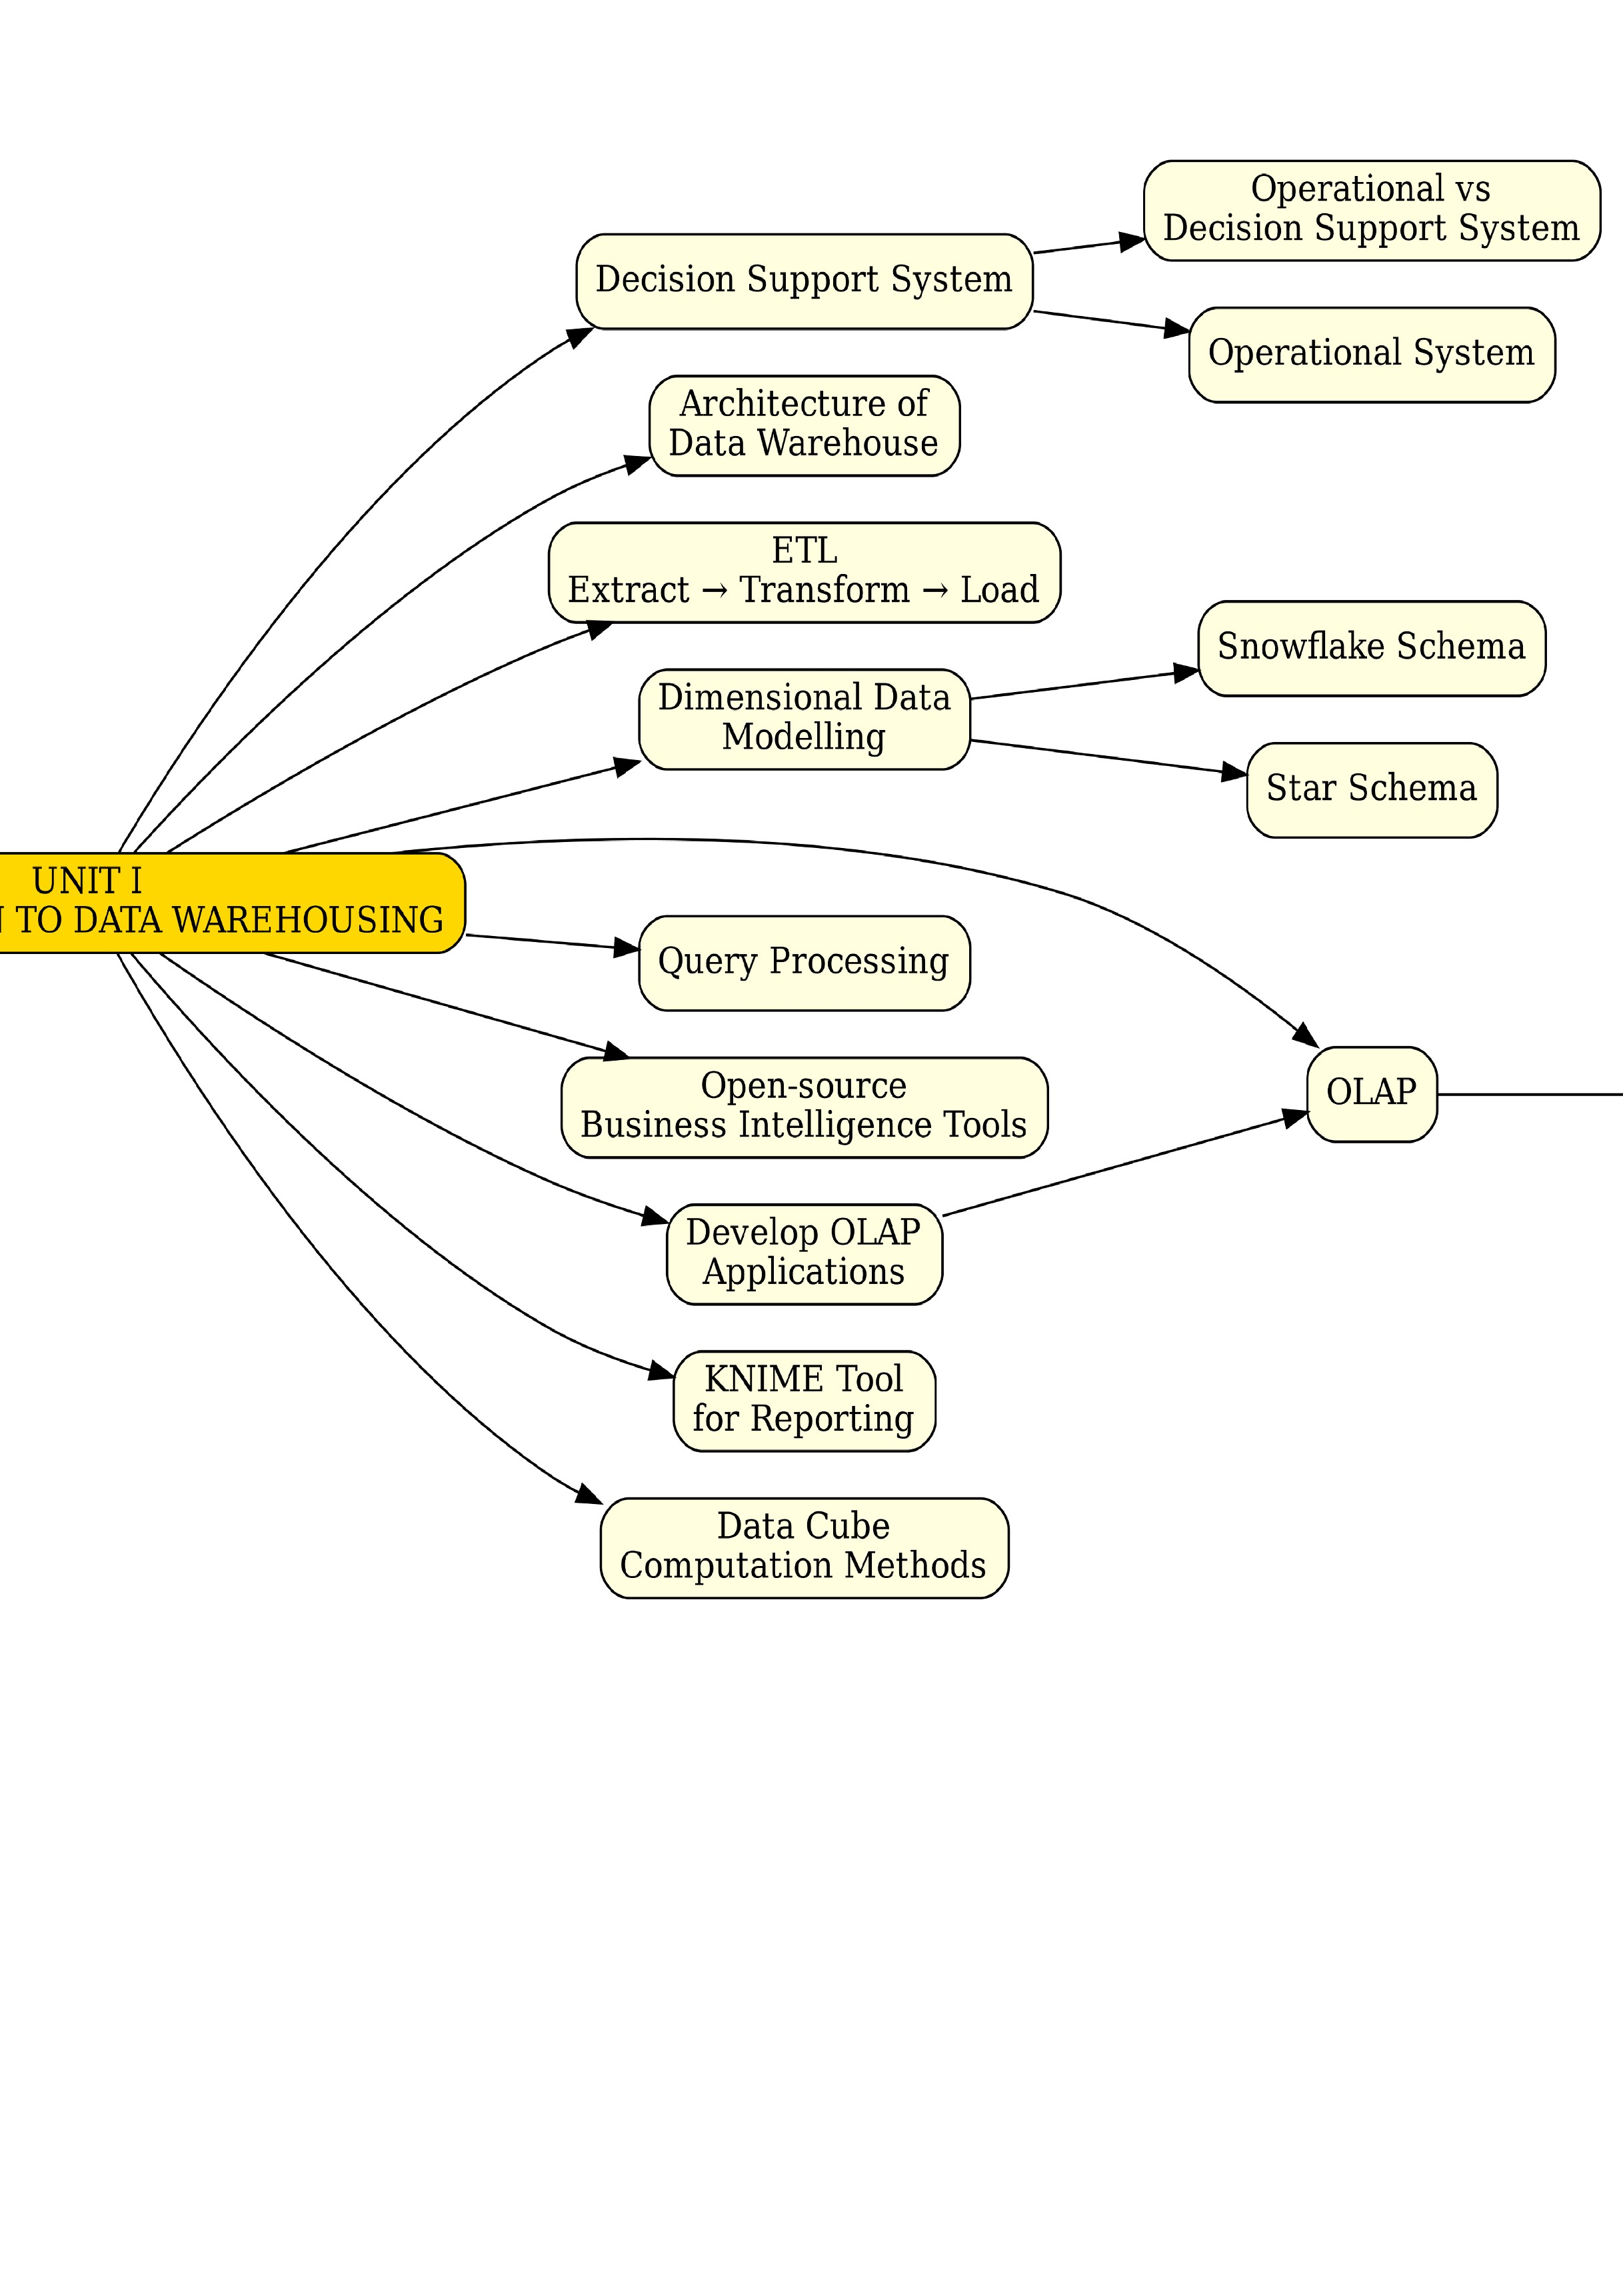 Operational vs
Decision Support System
Decision Support System
Operational System
Architecture of
Data Warehouse
ETL
Extract → Transform → Load
Snowflake Schema
Dimensional Data
Modelling
Star Schema
UNIT I
TO DATA WAREHOUSING
Query Processing
OLAP
Open-source
Business Intelligence Tools
Develop OLAP
Applications
KNIME Tool
for Reporting
Data Cube
Computation Methods